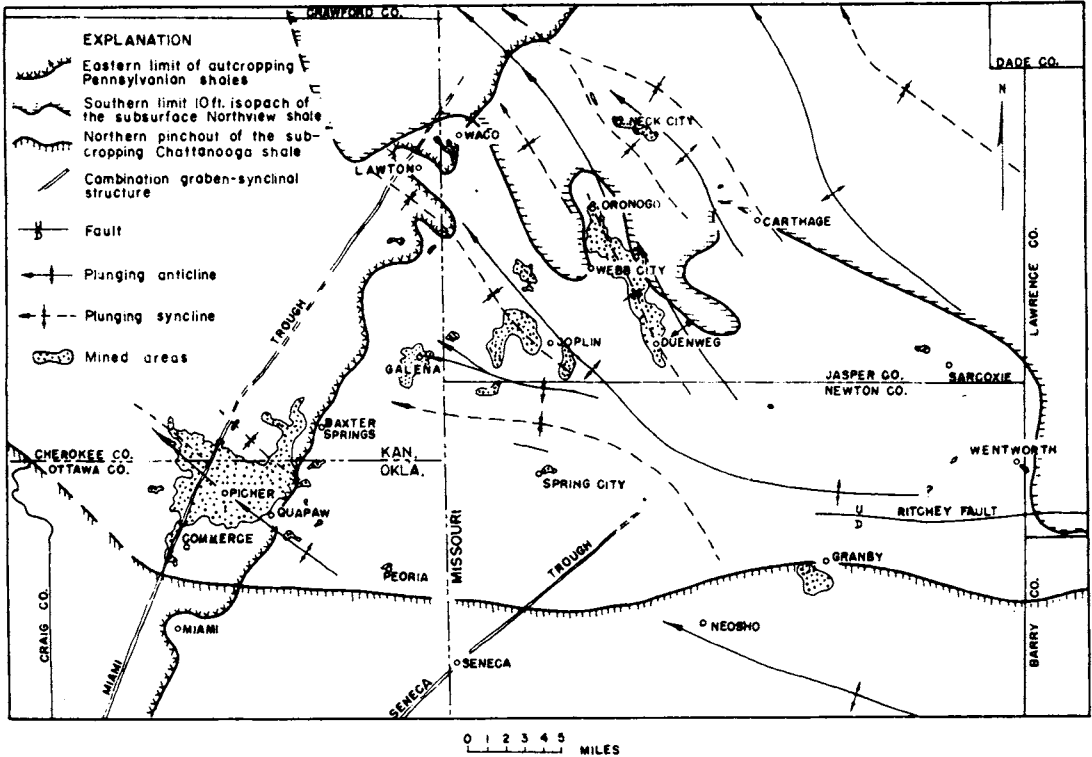 CRAWFORD CO.
EXPLANATION
Eastern limit of autcropping
Pennsylvanian shales
Southern limit 10 ft. isopach of
the subsurface Northview shale
Northern pinchout of the sub-
cropping Chattanooga shale
Combination graben-synclinal
structure
U
D
Fault
Plunging anticline
Plunging syncline
Mined areas
DADE CO.
N
NECK CITY
WACO
LAWTON
ORONOGO
CARTHAGE
WEBB CITY
LAWRENCE CO.
TROUGH
JOPLIN
DUENWEG
GALENA
JASPER CO.
NEWTON CO.
SARCOXIE
BAXTER
SPRINGS
CHEROKEE CO.
OTTAWA CO.
KAN.
OKLA.
WENTWORTH
SPRING CITY
PICHER
?
QUAPAW
U
D
RITCHEY FAULT
COMMERCE
MISSOURI
TROUGH
GRANBY
PEORIA
CRAIG CO.
MIAMI
NEOSHO
BARRY CO.
MIAMI
SENECA
SENECA
0 1 2 3 4 5
MILES